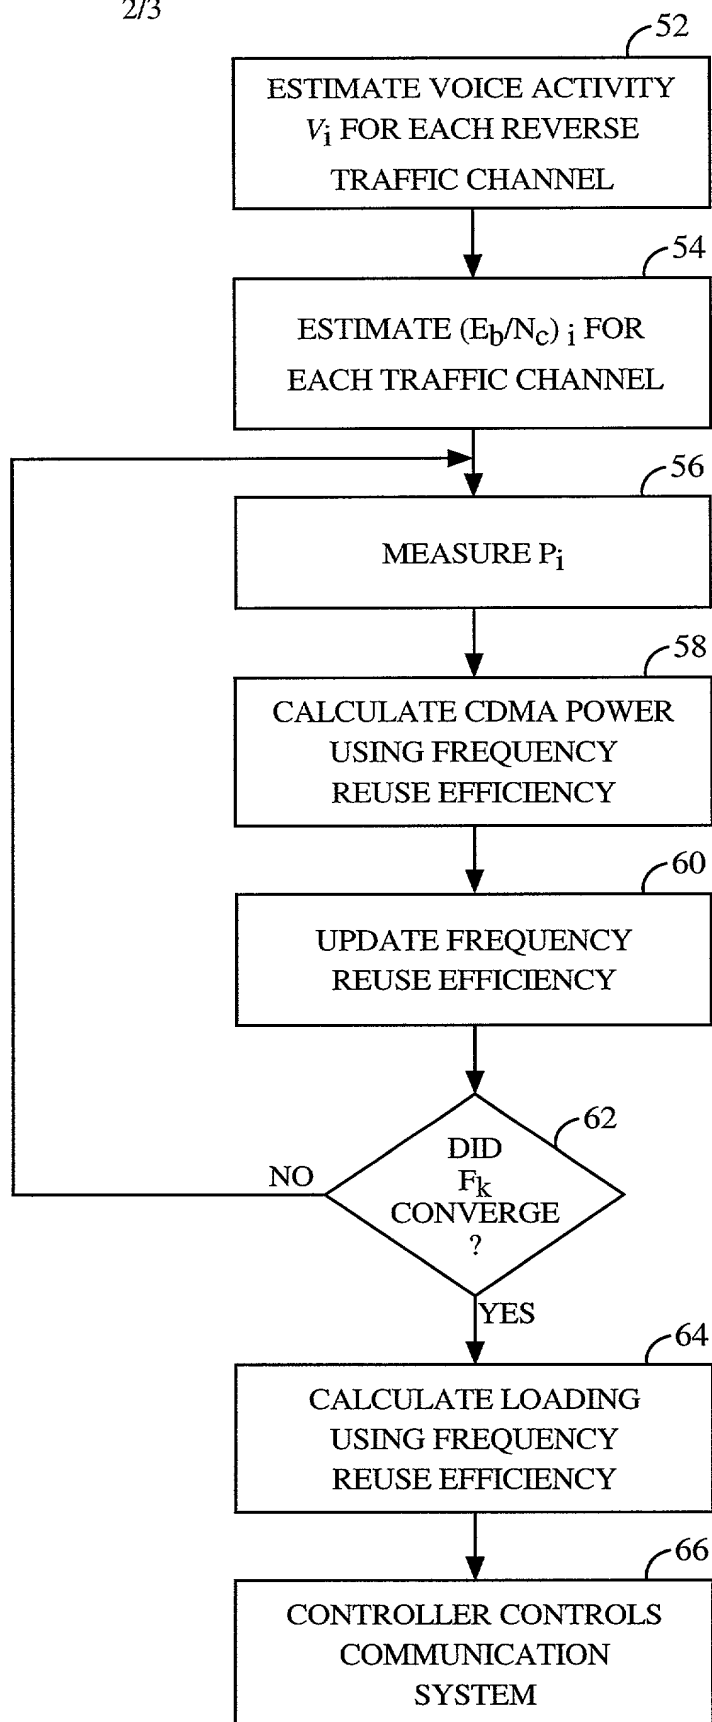 2/3
52
ESTIMATE VOICE ACTIVITY
Vi FOR EACH REVERSE
TRAFFIC CHANNEL
54
ESTIMATE (Eb/Nc) i FOR
EACH TRAFFIC CHANNEL
56
MEASURE Pi
58
CALCULATE CDMA POWER
USING FREQUENCY
REUSE EFFICIENCY
60
UPDATE FREQUENCY
REUSE EFFICIENCY
62
DID
Fk
CONVERGE
?
NO
YES
64
CALCULATE LOADING
USING FREQUENCY
REUSE EFFICIENCY
66
CONTROLLER CONTROLS
COMMUNICATION
SYSTEM